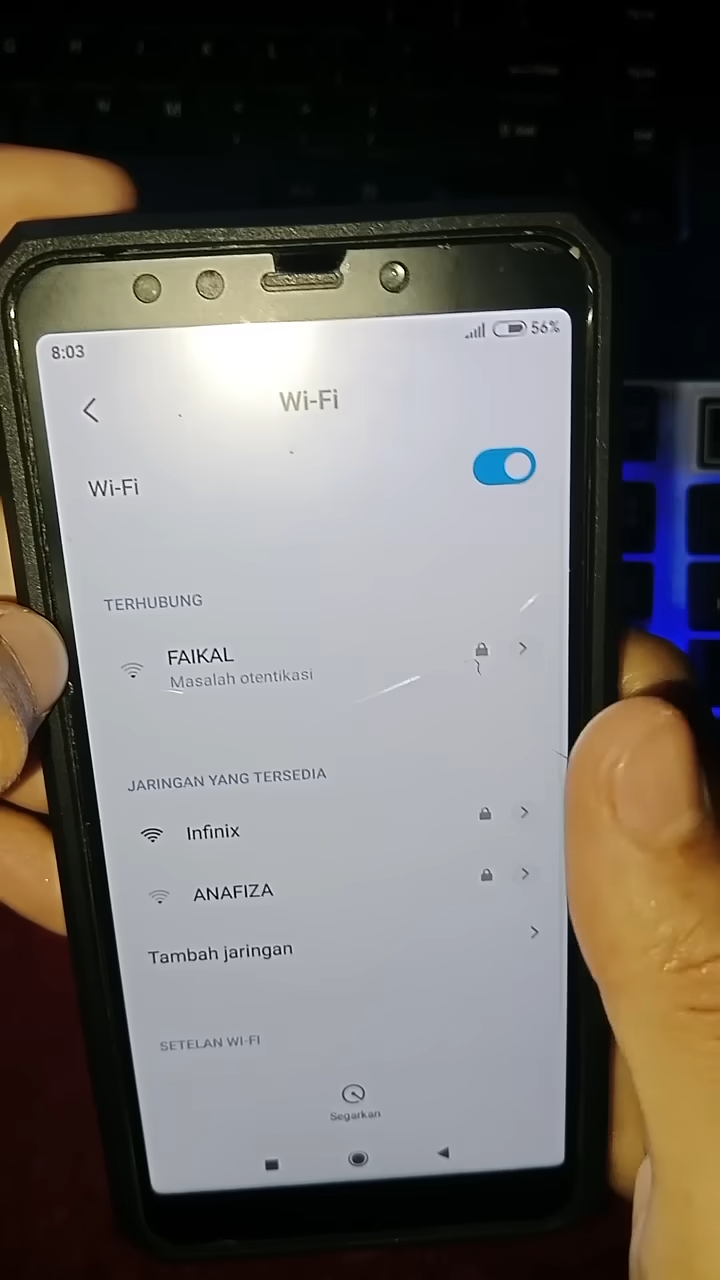 8:03
56%
Wi-Fi
Wi-Fi
TERHUBUNG
FAIKAL
Masalah otentikasi
JARINGAN YANG TERSEDIA
Infinix
ANAFIZA
Tambah jaringan
SETELAN WI-FI
Segarkan